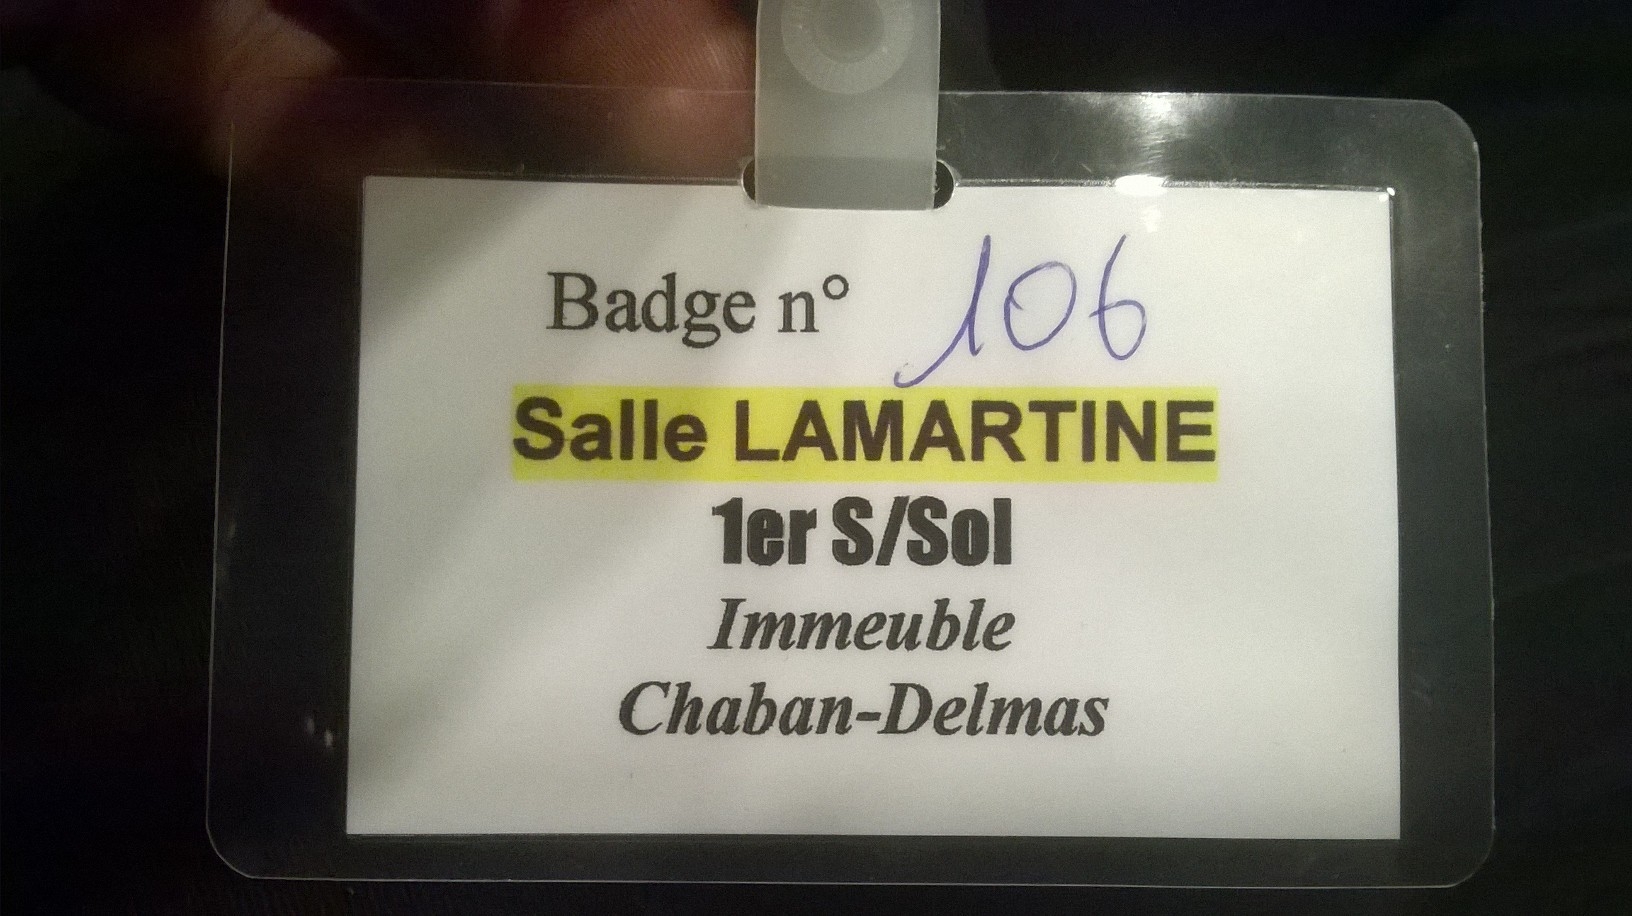 Badge n° 106
Salle LAMARTINE
1er S/Sol
Immeuble
Chaban-Delmas